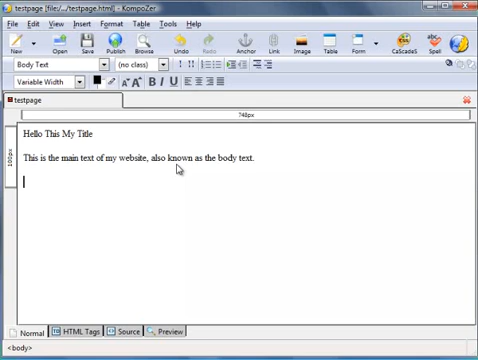 testpage [file:/.../testpage.html] - KompoZer
File Edit View Insert Format Table Tools Help
New Open Save Publish Browse Undo Redo Anchor Link Image Table Form CaScadeS Spell
Body Text (no class)
Variable Width B I U
testpage
748px
Hello This My Title
This is the main text of my website, also known as the body text.
Normal HTML Tags Source Preview
<body>